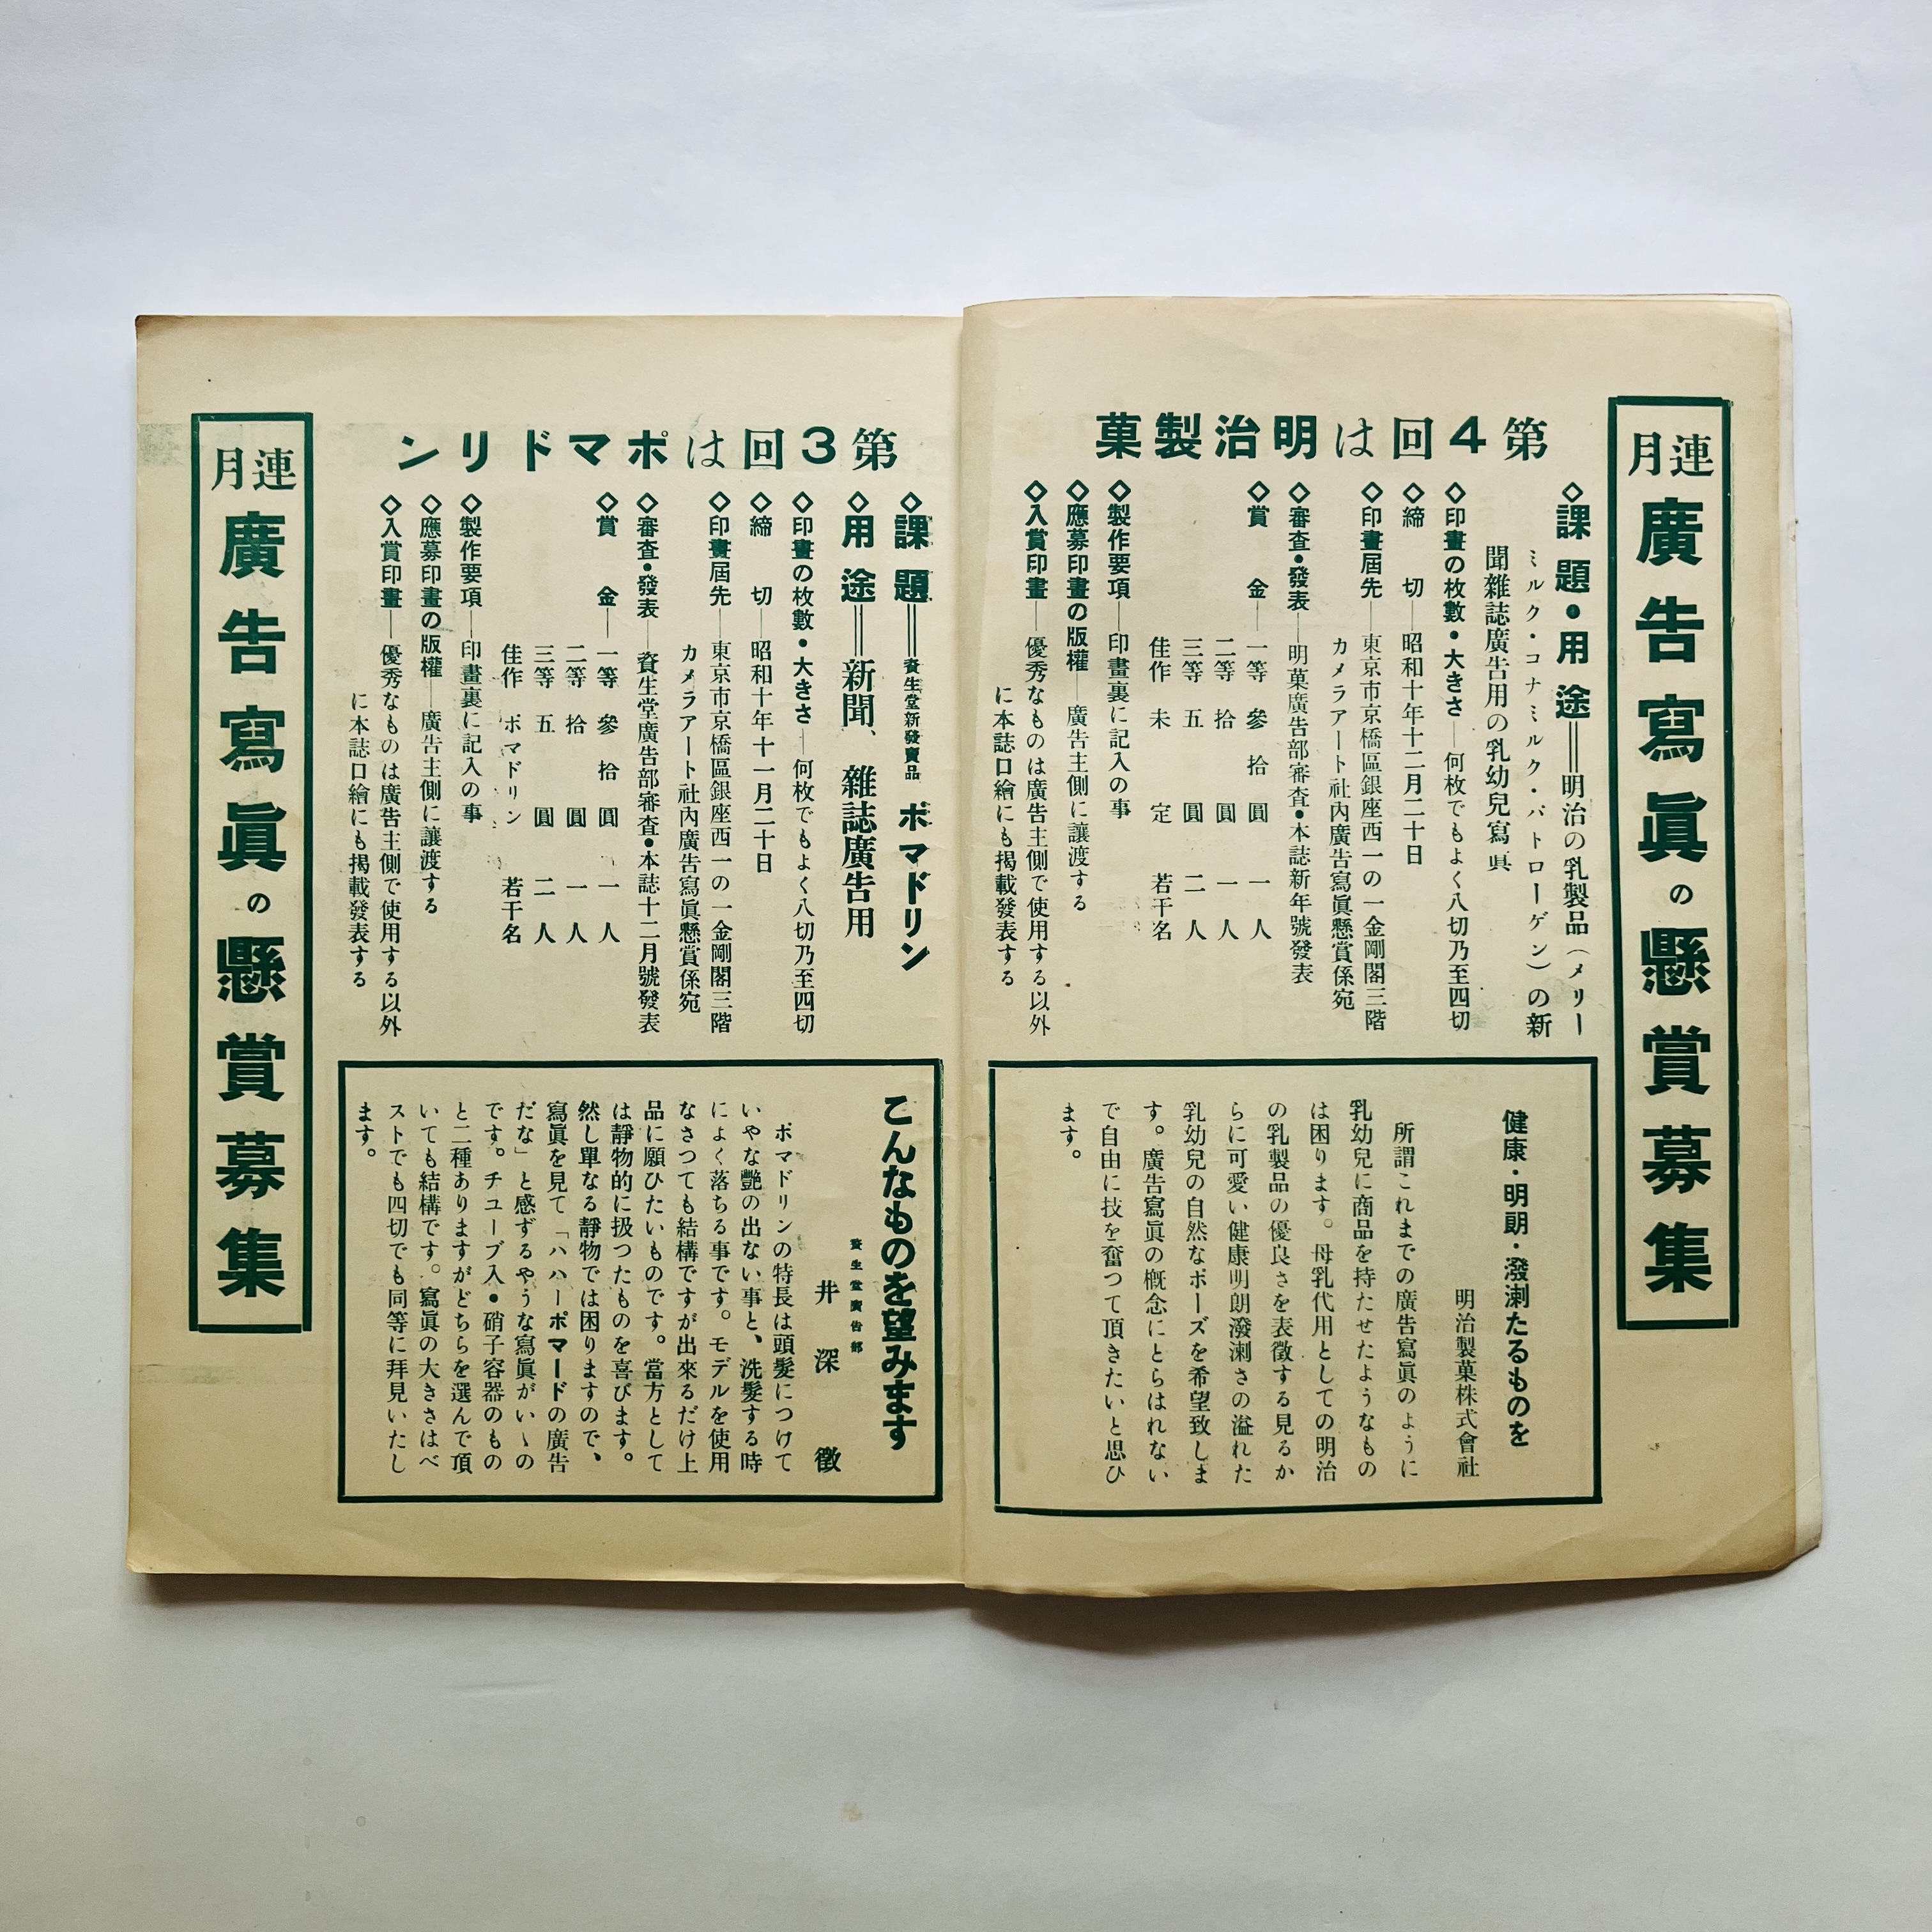 連月
廣告寫眞の懸賞募集
第4回は明治製菓
◇課題・用途＝明治の乳製品（メリー
ミルク・コナミルク・パトローゲン）の新
聞雜誌廣告用の乳幼兒寫眞
◇印畫の枚數・大きさ―何枚でもよく八切乃至四切
◇締切―昭和十年十二月二十日
◇印畫屆先―東京市京橋區銀座西一の一金剛閣三階
カメラアート社內廣告寫眞懸賞係宛
◇審査・發表―明菓廣告部審査・本誌新年號發表
◇賞金―一等 參拾圓 一人
二等 拾圓 一人
三等 五圓 二人
佳作 未定 若干名
◇製作要項―印畫裏に記入の事
◇應募印畫の版權―廣告主側に讓渡する
◇入賞印畫―優秀なものは廣告主側で使用する以外
に本誌口繪にも揭載發表する
健康・明朗・潑溂たるものを
明治製菓株式會社
所謂これまでの廣告寫眞のように
乳幼兒に商品を持たせたようなもの
は困ります。母乳代用としての明治
の乳製品の優良さを表徵する見るか
らに可愛い健康明朗潑溂さの溢れた
乳幼兒の自然なポーズを希望致しま
す。廣告寫眞の槪念にとらはれない
で自由に技を奮つて頂きたいと思ひ
ます。
第3回はポマドリン
◇課題＝資生堂新發賣品 ポマドリン
◇用途＝新聞、雜誌廣告用
◇印畫の枚數・大きさ―何枚でもよく八切乃至四切
◇締切―昭和十年十一月二十日
◇印畫屆先―東京市京橋區銀座西一の一金剛閣三階
カメラアート社內廣告寫眞懸賞係宛
◇審査・發表―資生堂廣告部審査・本誌十二月號發表
◇賞金―一等 參拾圓 一人
二等 拾圓 一人
三等 五圓 二人
佳作 ポマドリン 若干名
◇製作要項―印畫裏に記入の事
◇應募印畫の版權―廣告主側に讓渡する
◇入賞印畫―優秀なものは廣告主側で使用する以外
に本誌口繪にも揭載發表する
こんなものを望みます
資生堂廣告部
井深 徵
ポマドリンの特長は頭髮につけて
いやな艷の出ない事と、洗髮する時
によく落ちる事です。モデルを使用
なさつても結構ですが出來るだけ上
品に願ひたいものです。當方として
は靜物的に扱つたものを喜びます。
然し單なる靜物では困りますので、
寫眞を見て「ハハーポマードの廣告
だな」と感ずるやうな寫眞がいゝの
です。チユーブ入・硝子容器のもの
と二種ありますがどちらを選んで頂
いても結構です。寫眞の大きさはベ
ストでも四切でも同等に拜見いたし
ます。
連月
廣告寫眞の懸賞募集